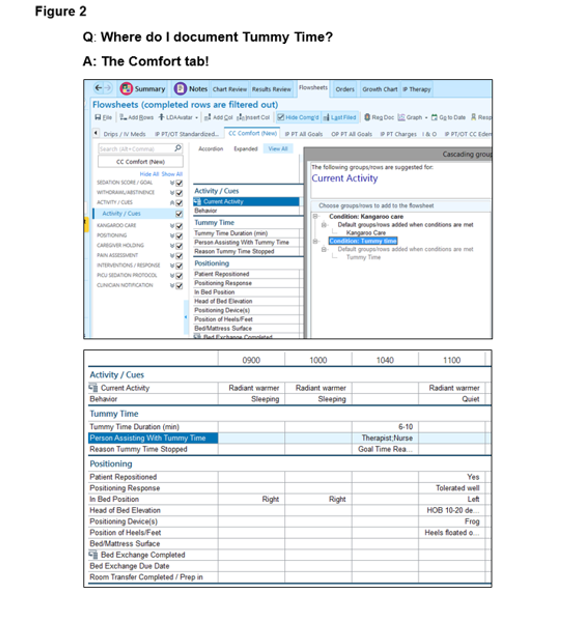 Figure 2
Q: Where do I document Tummy Time?
A: The Comfort tab!
Summary Notes Chart Review Results Review Flowsheets Orders Growth Chart IP Therapy
Flowsheets (completed rows are filtered out)
File Add Rows LDAAvatar Add Col Insert Col Hide Comp'd Last Filed Reg Doc Graph Go to Date
Drips / IV Meds IP PT/OT Standardized... CC Comfort (New) IP PT All Goals OP PT All Goals IP PT Charges I & O
Search (Alt+Comma) Accordion Expanded View All Cascading group
CC Comfort (New) The following groups/rows are suggested for:
Hide All Show All Current Activity
SEDATION SCORE / GOAL
WITHDRAWAL/ABSTINENCE Activity / Cues
ACTIVITY / CUES Current Activity Choose groups/rows to add to the flowsheet
Activity / Cues Behavior Condition: Kangaroo care
KANGAROO CARE Tummy Time Default groups/rows added when conditions are met
POSITIONING Tummy Time Duration (min) Kangaroo Care
CAREGIVER HOLDING Person Assisting With Tummy Time Condition: Tummy time
PAIN ASSESSMENT Reason Tummy Time Stopped Default groups/rows added when conditions are met
INTERVENTIONS / RESPONSE Positioning Tummy Time
PICU SEDATION PROTOCOL Patient Repositioned
CLINICIAN NOTIFICATION Positioning Response
In Bed Position
Head of Bed Elevation
Positioning Device(s)
Position of Heels/Feet
Bed/Mattress Surface
Bed Exchange Completed
0900 1000 1040 1100
Activity / Cues
Current Activity Radiant warmer Radiant warmer Radiant warmer
Behavior Sleeping Sleeping Quiet
Tummy Time
Tummy Time Duration (min) 6-10
Person Assisting With Tummy Time Therapist;Nurse
Reason Tummy Time Stopped Goal Time Rea...
Positioning
Patient Repositioned Yes
Positioning Response Tolerated well
In Bed Position Right Right Left
Head of Bed Elevation HOB 10-20 de...
Positioning Device(s) Frog
Position of Heels/Feet Heels floated o...
Bed/Mattress Surface
Bed Exchange Completed
Bed Exchange Due Date
Room Transfer Completed / Prep in